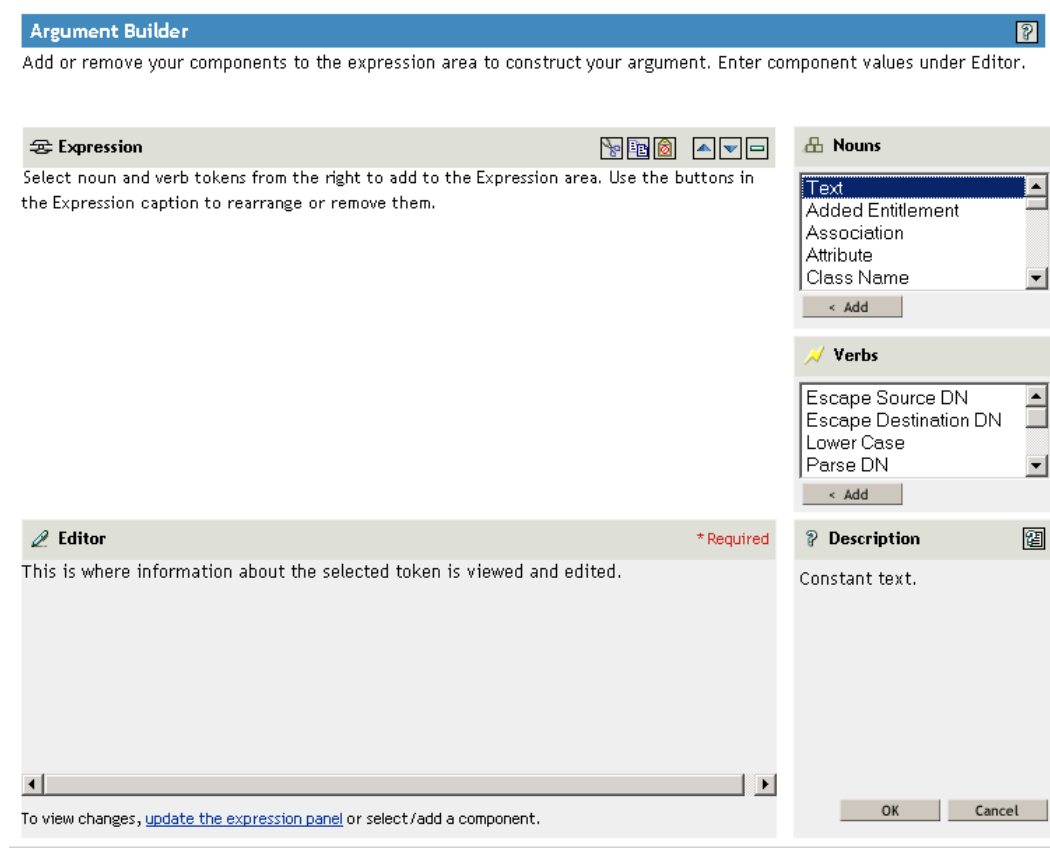 Argument Builder
Add or remove your components to the expression area to construct your argument. Enter component values under Editor.
Expression
Select noun and verb tokens from the right to add to the Expression area. Use the buttons in
the Expression caption to rearrange or remove them.
Nouns
Text
Added Entitlement
Association
Attribute
Class Name
< Add
Verbs
Escape Source DN
Escape Destination DN
Lower Case
Parse DN
< Add
Editor
*Required
This is where information about the selected token is viewed and edited.
To view changes, update the expression panel or select/add a component.
Description
Constant text.
OK
Cancel